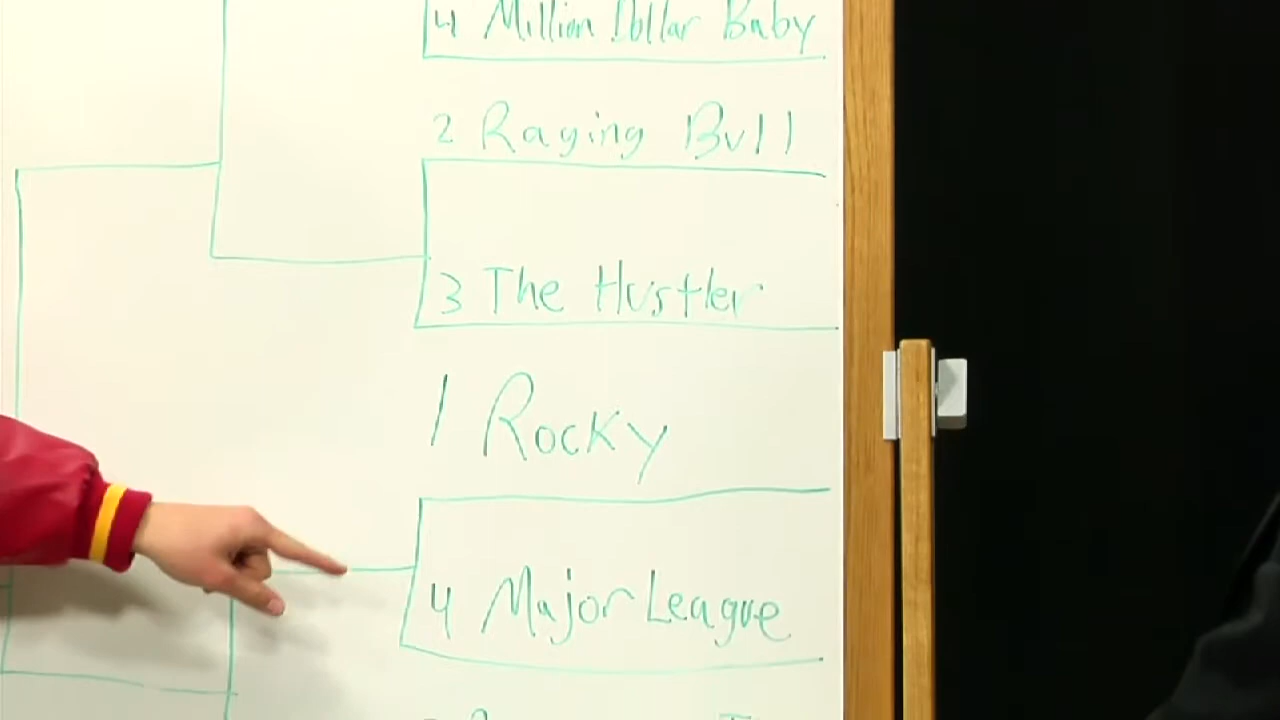 4 Million Dollar Baby
2 Raging Bull
3 The Hustler
1 Rocky
4 Major League